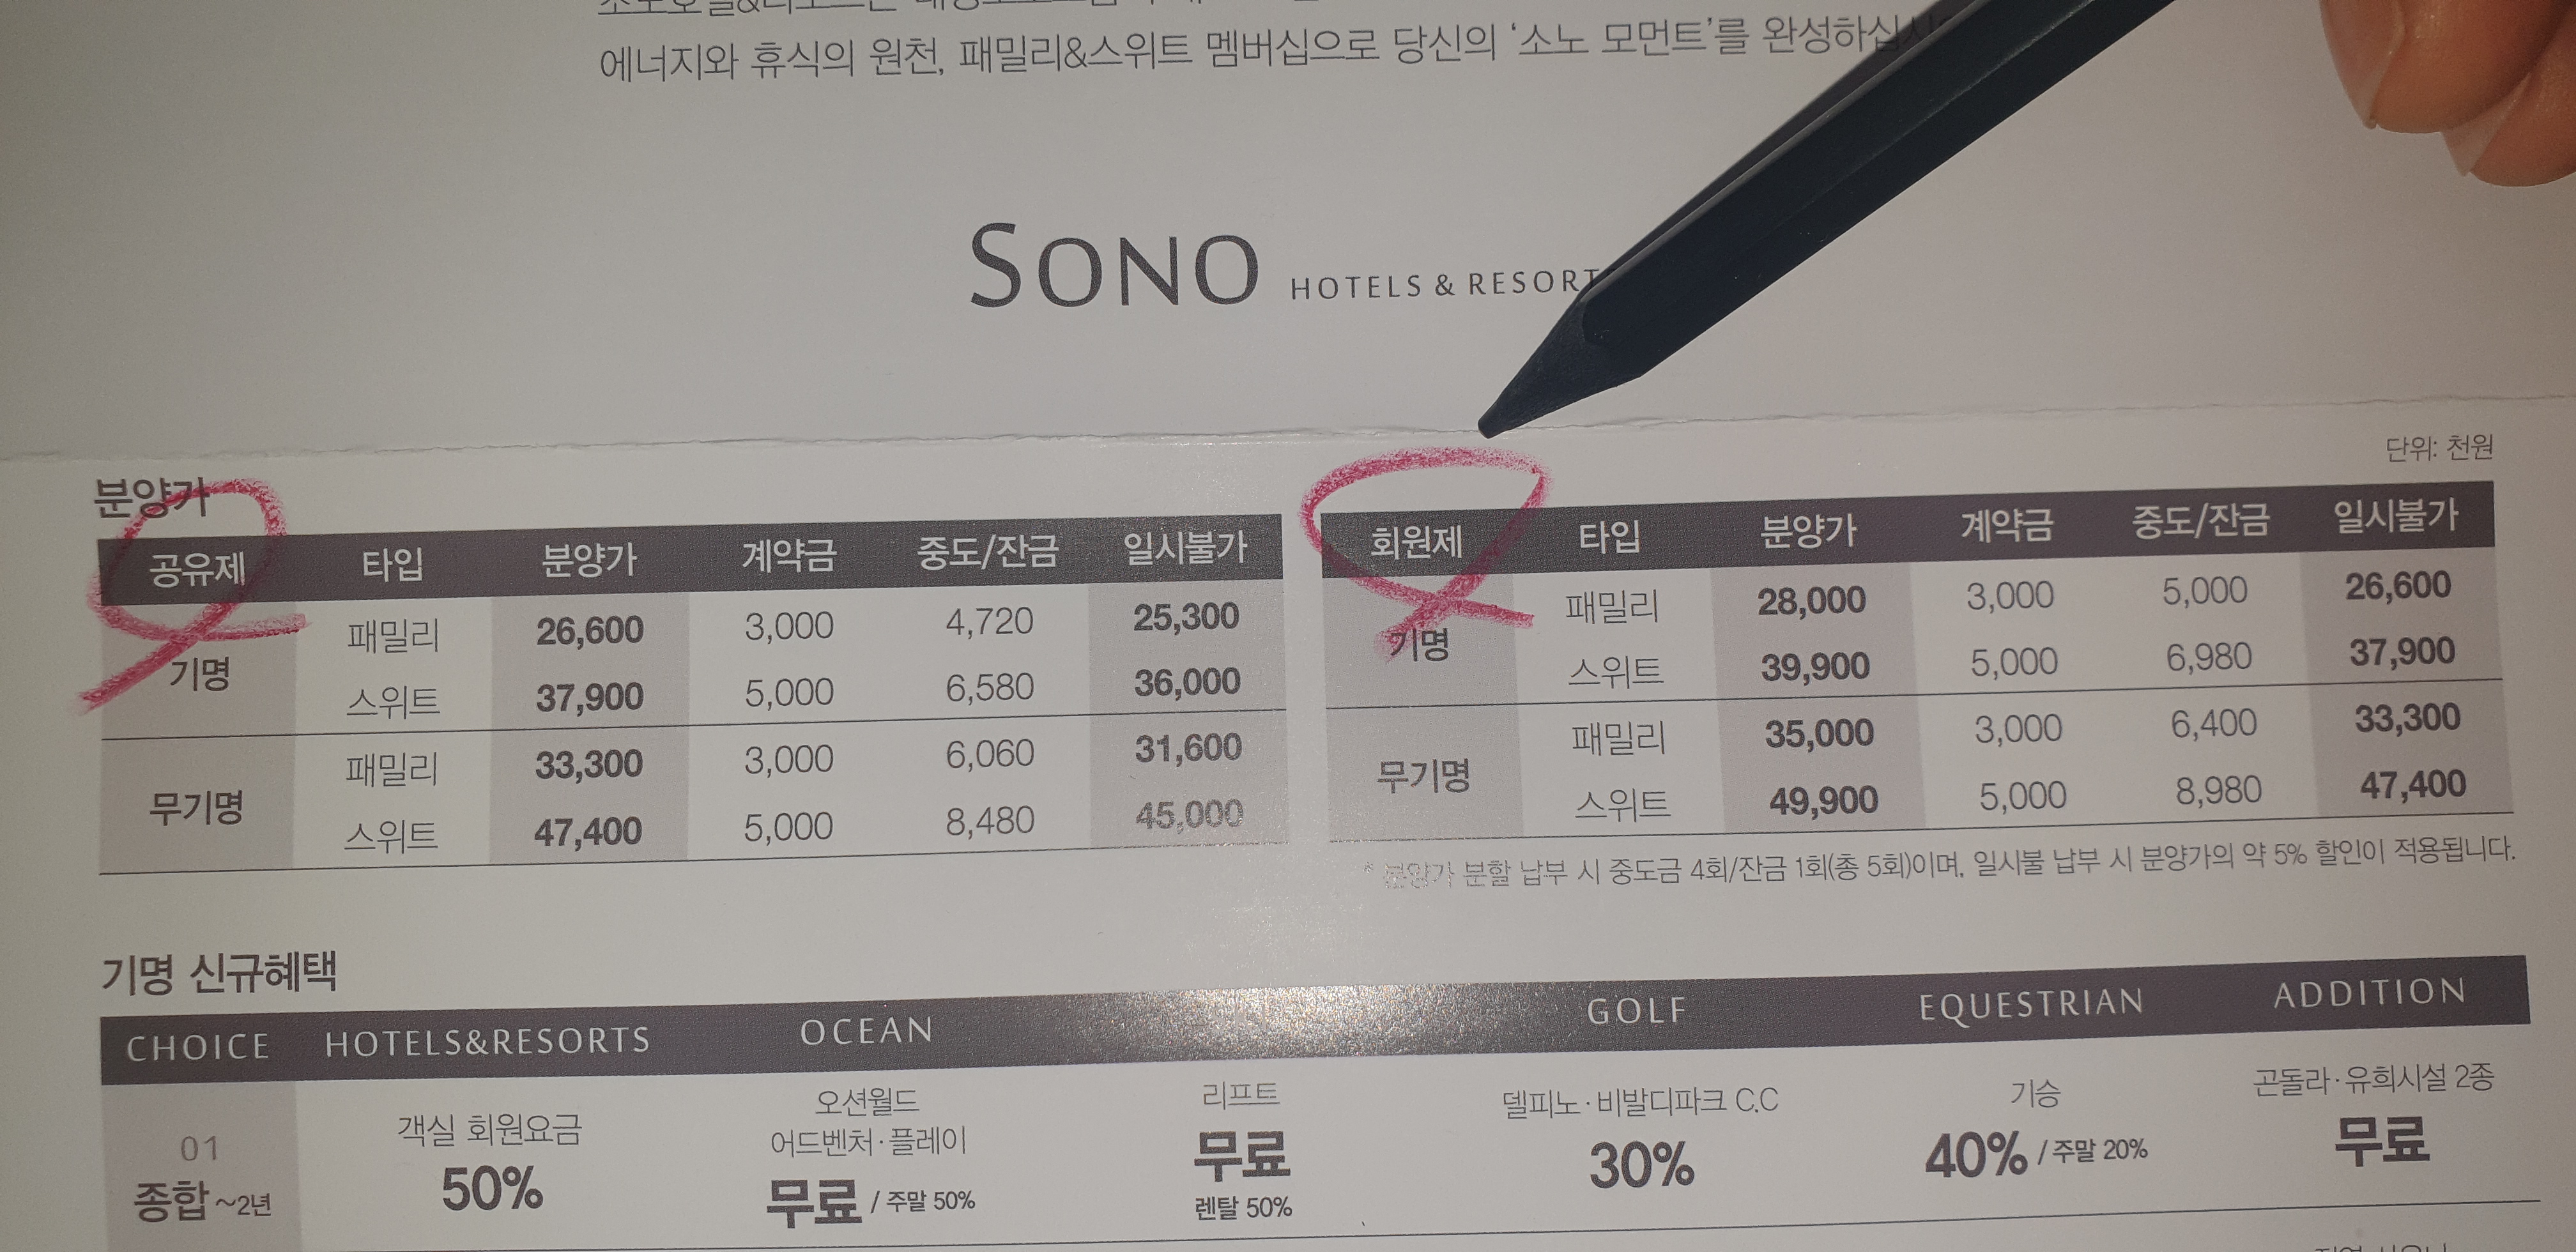 에너지와 휴식의 원천, 패밀리&스위트 멤버십으로 당신의 '소노 모먼트'를 완성하십시
SONO HOTELS & RESORT
단위: 천원
분양가
공유제 타입 분양가 계약금 중도/잔금 일시불가
기명 패밀리 26,600 3,000 4,720 25,300
스위트 37,900 5,000 6,580 36,000
무기명 패밀리 33,300 3,000 6,060 31,600
스위트 47,400 5,000 8,480 45,000
회원제 타입 분양가 계약금 중도/잔금 일시불가
기명 패밀리 28,000 3,000 5,000 26,600
스위트 39,900 5,000 6,980 37,900
무기명 패밀리 35,000 3,000 6,400 33,300
스위트 49,900 5,000 8,980 47,400
* 분양가 분할 납부 시 중도금 4회/잔금 1회(총 5회)이며, 일시불 납부 시 분양가의 약 5% 할인이 적용됩니다.
기명 신규혜택
CHOICE HOTELS&RESORTS OCEAN GOLF EQUESTRIAN ADDITION
01
종합 ~2년
객실 회원요금
50%
오션월드
어드벤처·플레이
무료 / 주말 50%
리프트
무료
렌탈 50%
델피노·비발디파크 C.C
30%
기승
40% / 주말 20%
곤돌라·유희시설 2종
무료